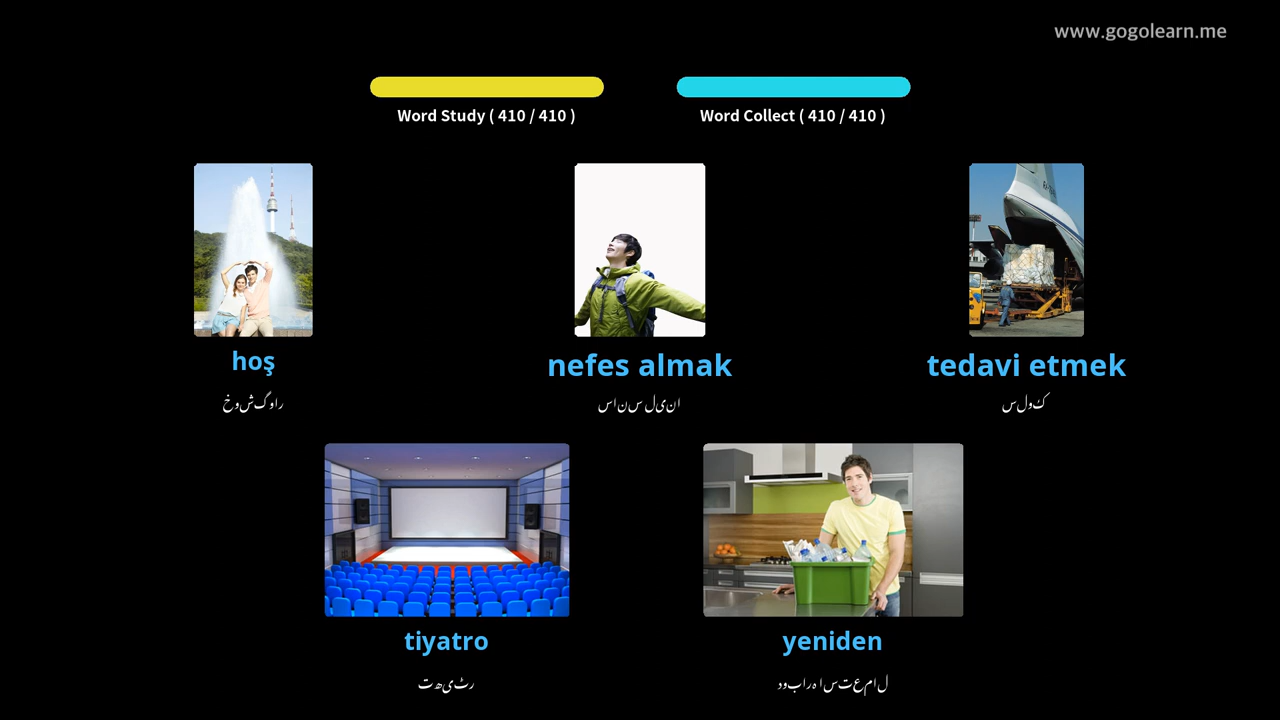 www.gogolearn.me
Word Study ( 410 / 410 )
Word Collect ( 410 / 410 )
hoş
nefes almak
tedavi etmek
خوشگوار
سانس لینا
سلوک
tiyatro
yeniden
تھیٹر
دوبارہ استعمال